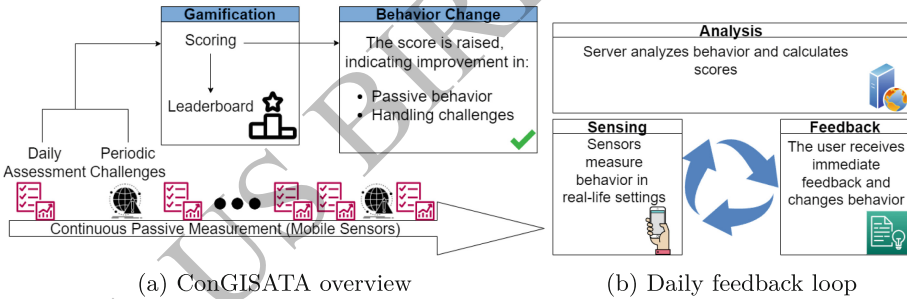 Gamification
Scoring
Leaderboard
Behavior Change
The score is raised,
indicating improvement in:
• Passive behavior
• Handling challenges
Daily
Assessment
Periodic
Challenges
Continuous Passive Measurement (Mobile Sensors)
(a) ConGISATA overview
Analysis
Server analyzes behavior and calculates
scores
Sensing
Sensors
measure
behavior in
real-life settings
Feedback
The user receives
immediate
feedback and
changes behavior
(b) Daily feedback loop
US BIR